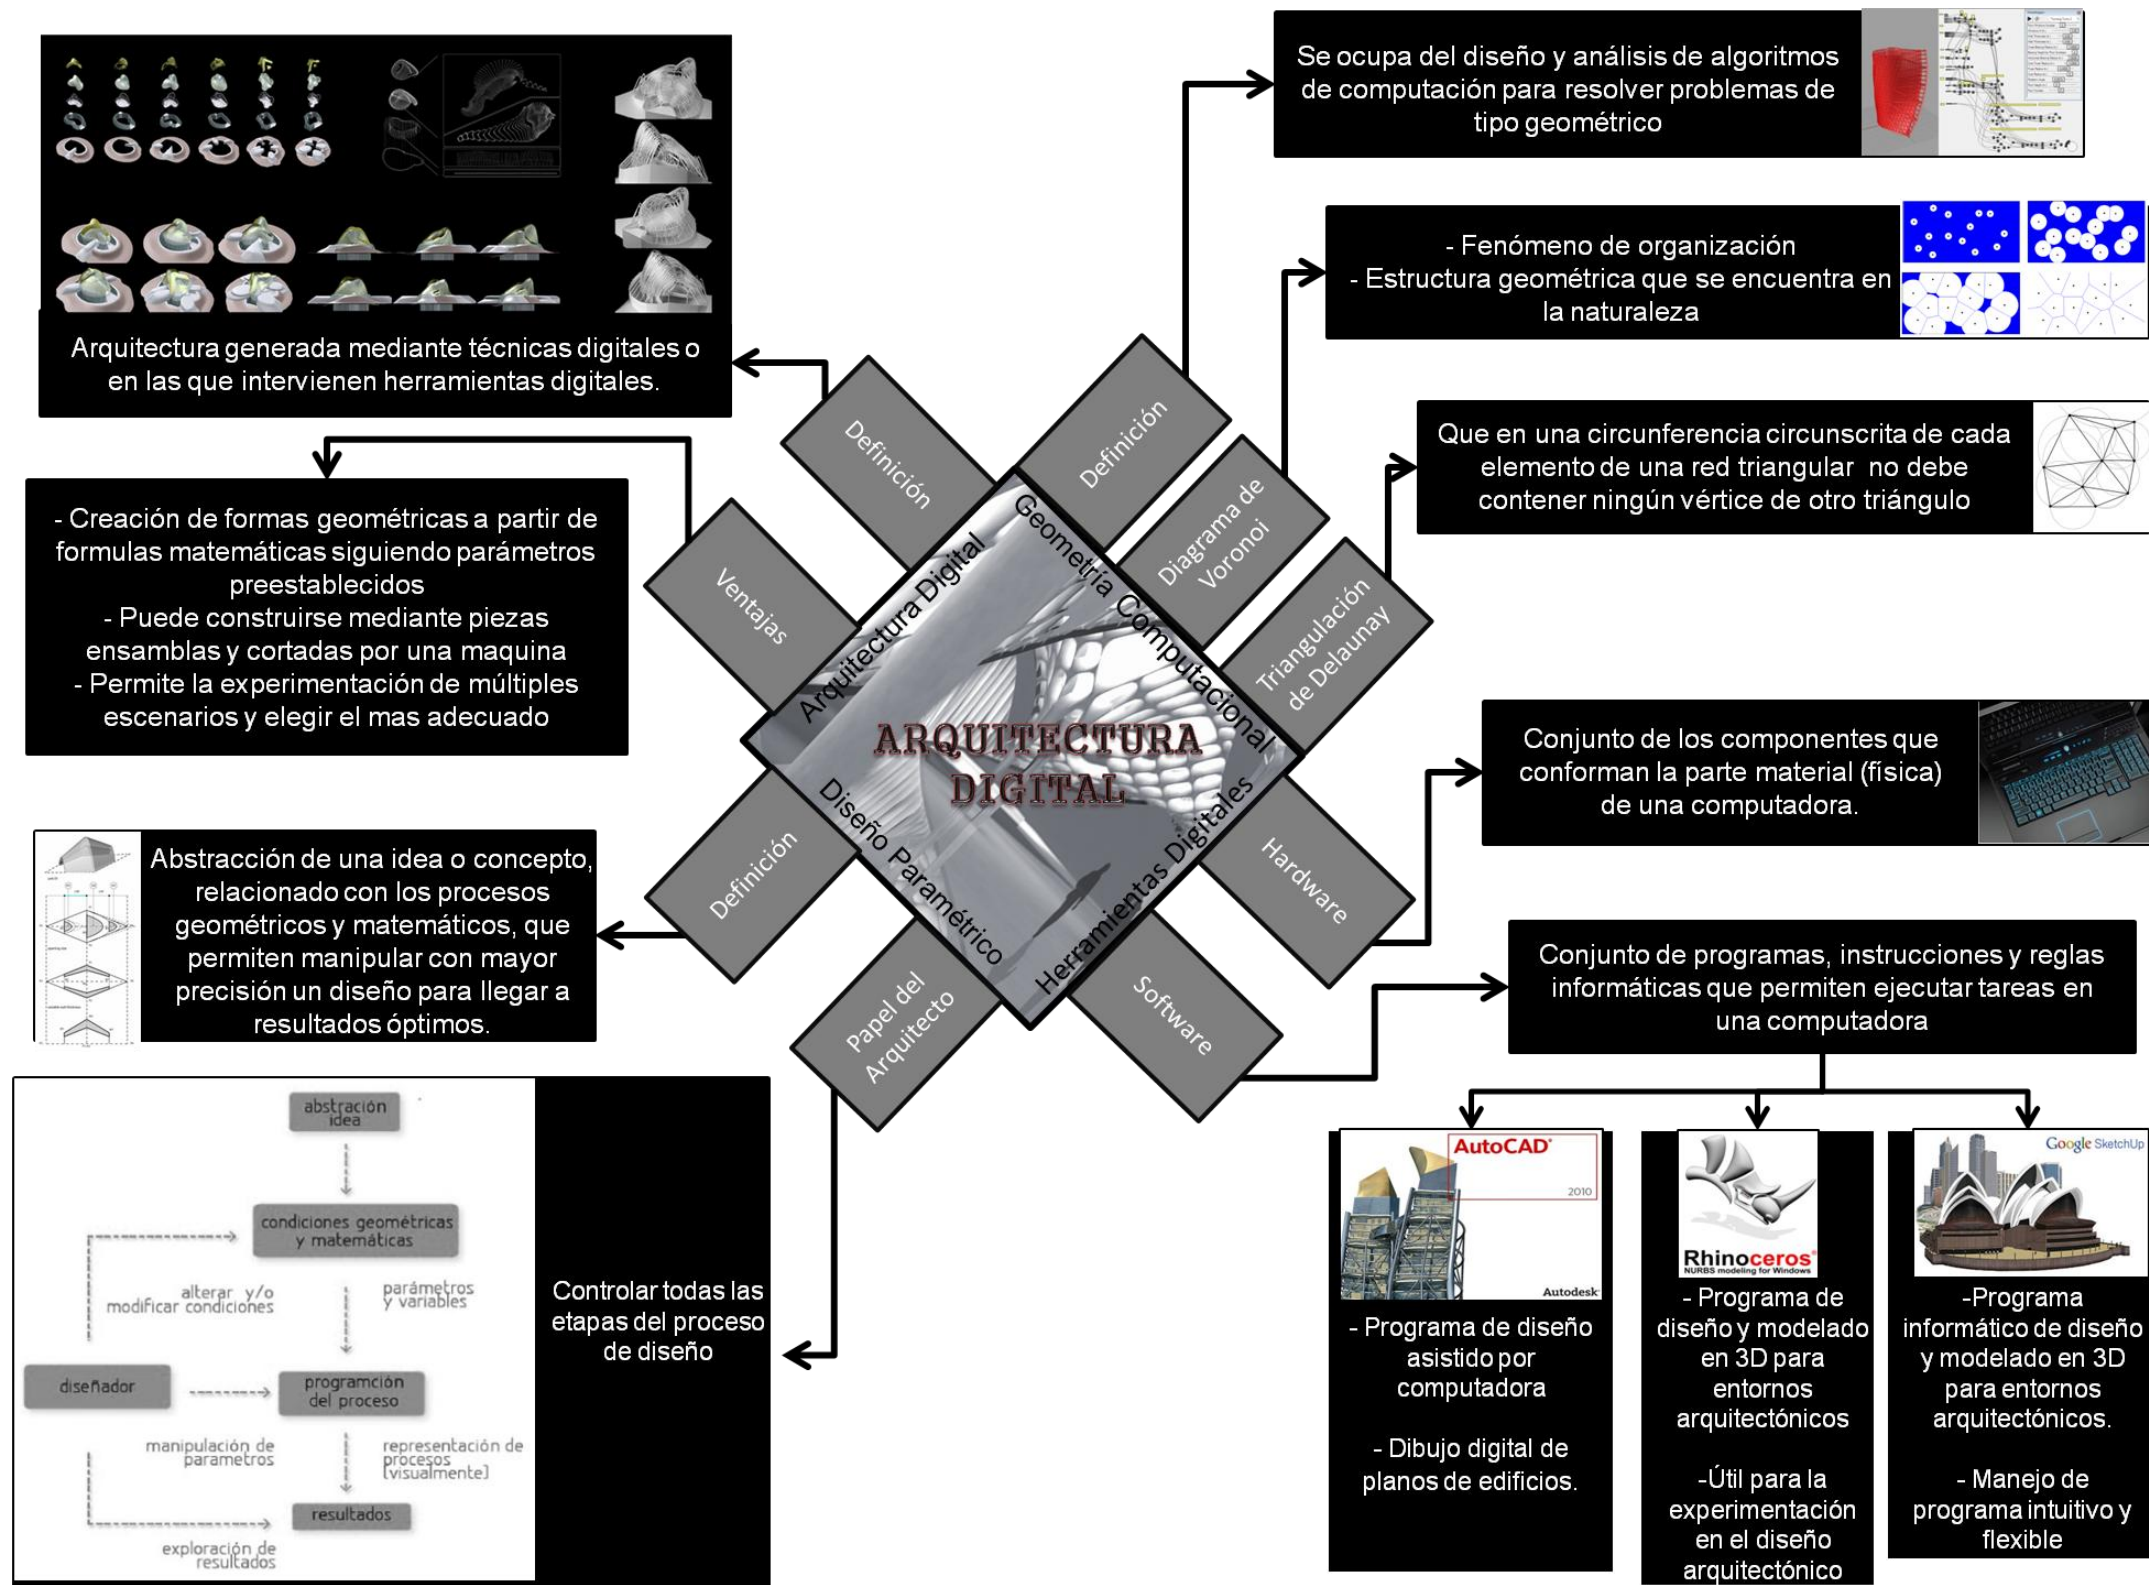 Arquitectura generada mediante técnicas digitales o
en las que intervienen herramientas digitales.
Definición
- Creación de formas geométricas a partir de
formulas matemáticas siguiendo parámetros
preestablecidos
- Puede construirse mediante piezas
ensamblas y cortadas por una maquina
- Permite la experimentación de múltiples
escenarios y elegir el mas adecuado
Ventajas
Arquitectura Digital
Se ocupa del diseño y análisis de algoritmos
de computación para resolver problemas de
tipo geométrico
Definición
- Fenómeno de organización
- Estructura geométrica que se encuentra en
la naturaleza
Diagrama de
Voronoi
Que en una circunferencia circunscrita de cada
elemento de una red triangular no debe
contener ningún vértice de otro triángulo
Triangulación
de Delaunay
Geometría Computacional
ARQUITECTURA
DIGITAL
Diseño Paramétrico
Herramientas Digitales
Definición
Abstracción de una idea o concepto,
relacionado con los procesos
geométricos y matemáticos, que
permiten manipular con mayor
precisión un diseño para llegar a
resultados óptimos.
Papel del
Arquitecto
Controlar todas las
etapas del proceso
de diseño
abstración
idea
condiciones geométricas
y matemáticas
alterar y/o
modificar condiciones
parámetros
y variables
diseñador
programción
del proceso
manipulación de
parametros
representación de
procesos
[visualmente]
resultados
exploración de
resultados
Hardware
Conjunto de los componentes que
conforman la parte material (física)
de una computadora.
Software
Conjunto de programas, instrucciones y reglas
informáticas que permiten ejecutar tareas en
una computadora
AutoCAD®
2010
Autodesk®
- Programa de diseño
asistido por
computadora
- Dibujo digital de
planos de edificios.
Rhinoceros®
NURBS modeling for Windows
- Programa de
diseño y modelado
en 3D para
entornos
arquitectónicos
-Útil para la
experimentación
en el diseño
arquitectónico
Google SketchUp
-Programa
informático de diseño
y modelado en 3D
para entornos
arquitectónicos.
- Manejo de
programa intuitivo y
flexible